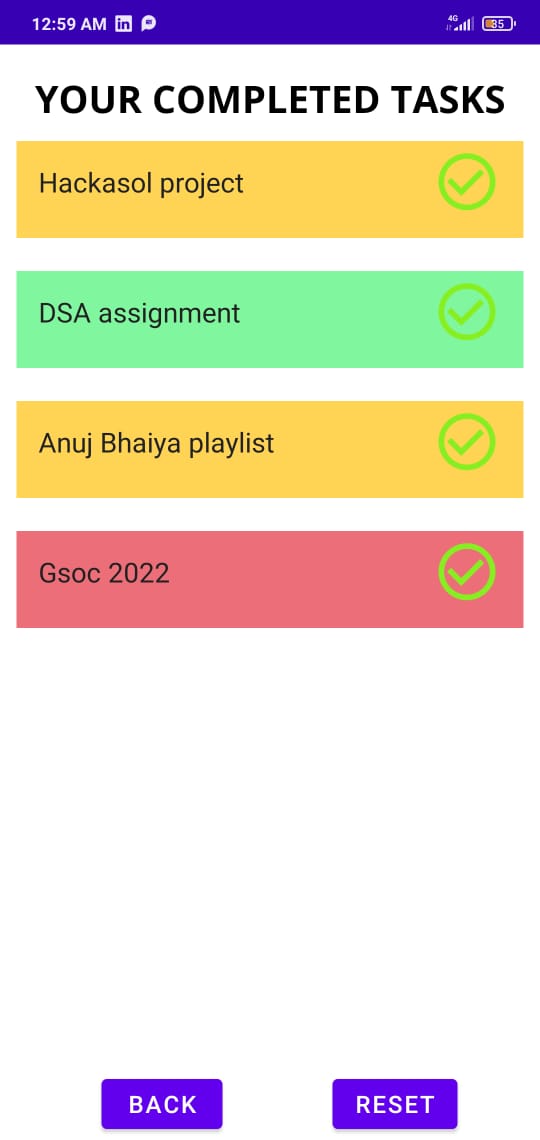 12:59 AM in 4G 35
YOUR COMPLETED TASKS
Hackasol project
DSA assignment
Anuj Bhaiya playlist
Gsoc 2022
BACK RESET